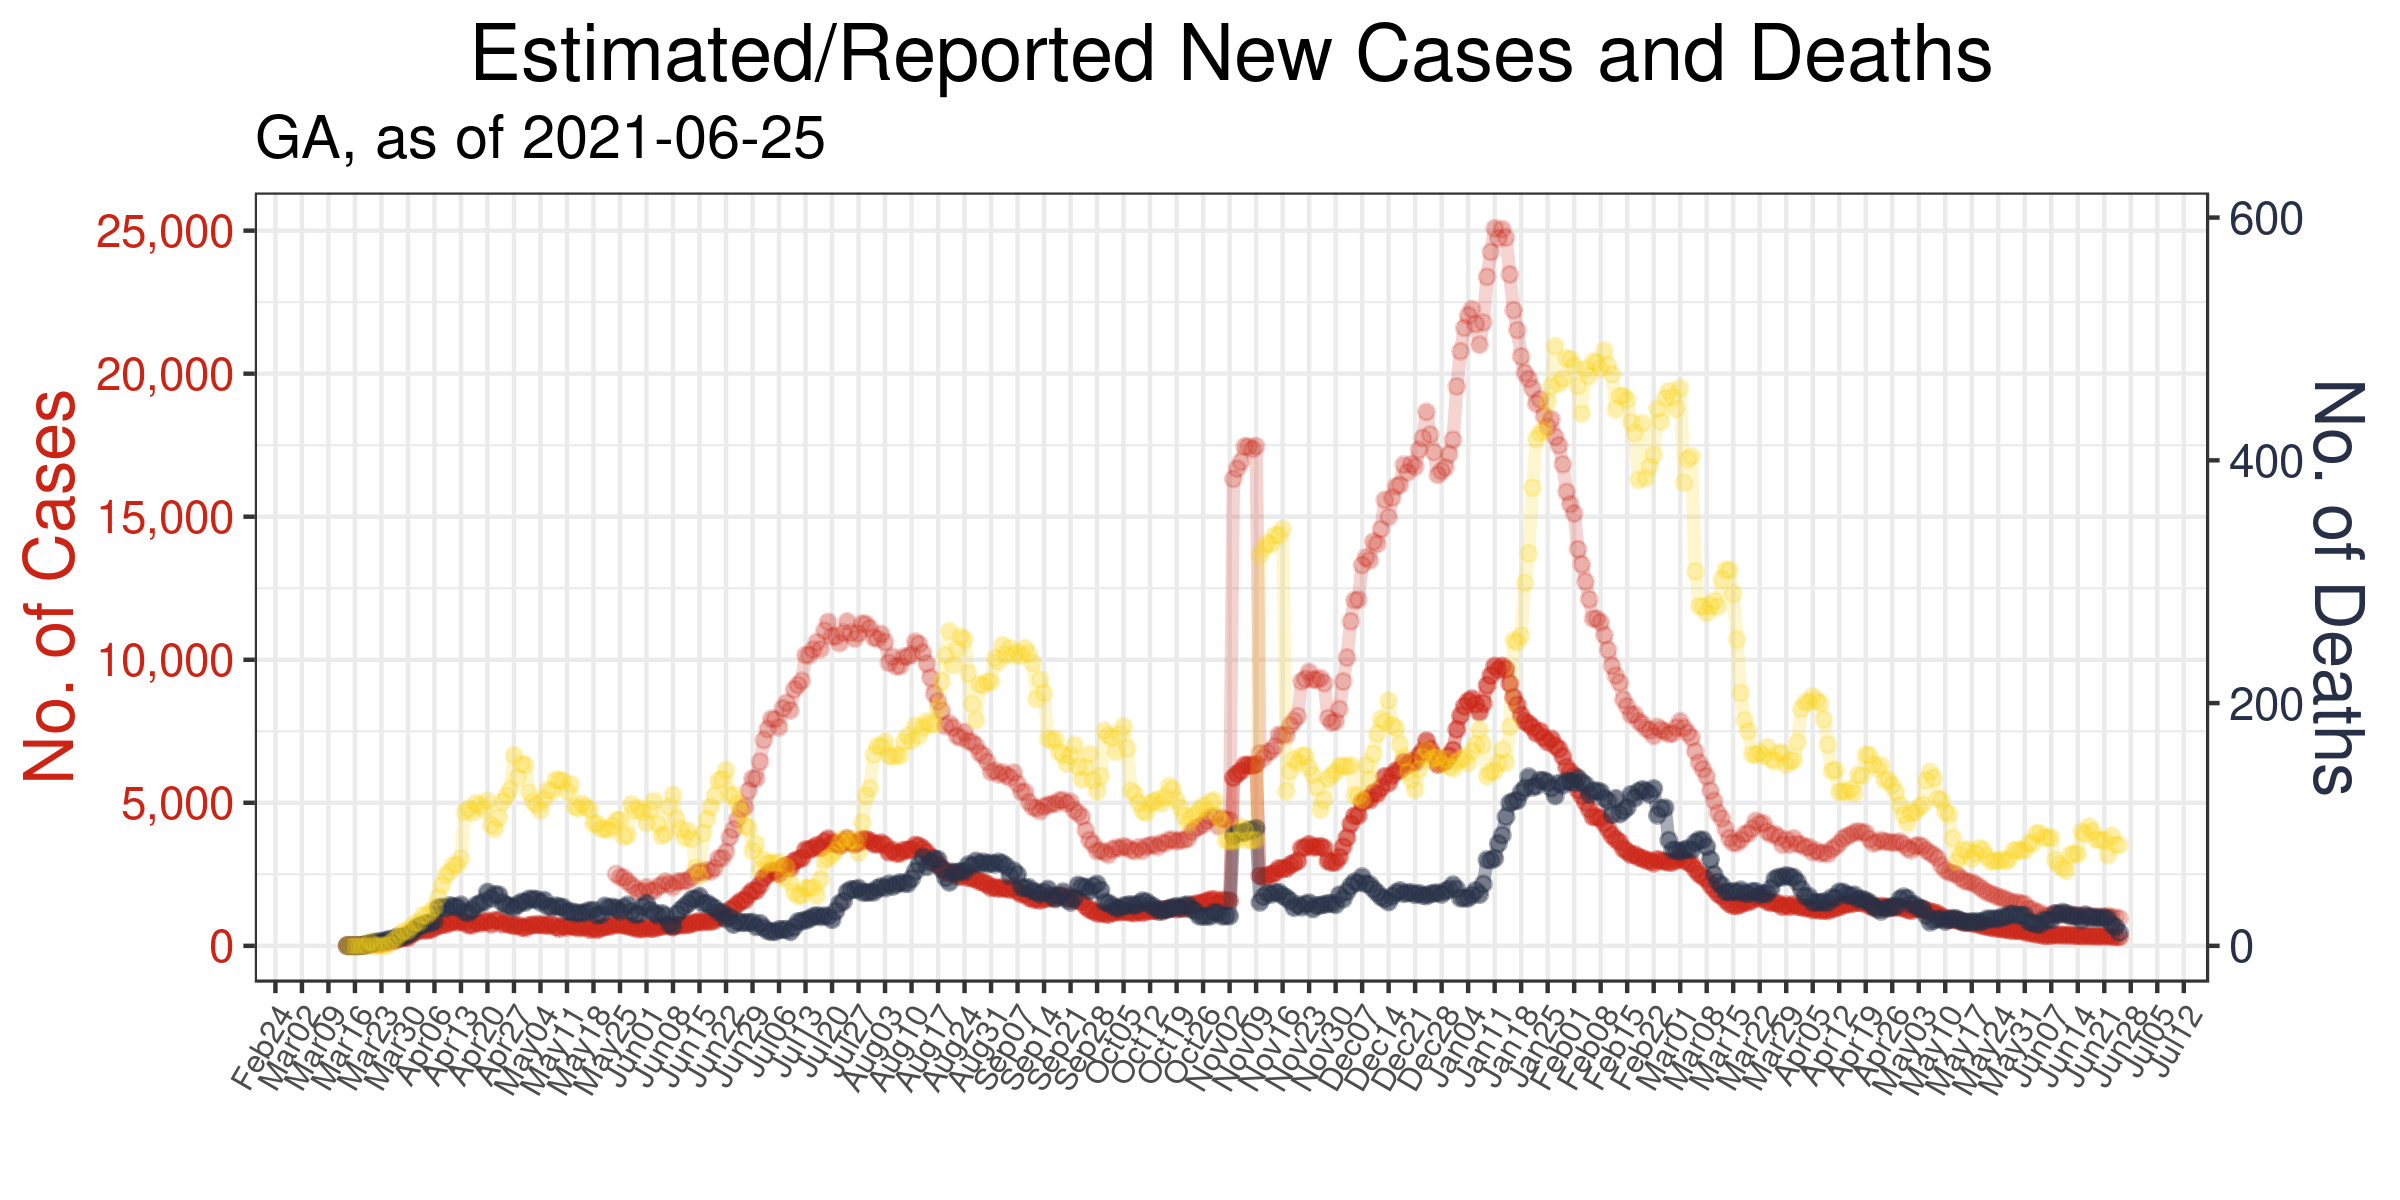 Estimated/Reported New Cases and Deaths
GA, as of 2021-06-25
No. of Cases
25,000
20,000
15,000
10,000
5,000
0
600
400
200
0
No. of Deaths
Feb24
Mar02
Mar09
Mar16
Mar23
Mar30
Apr06
Apr13
Apr20
Apr27
May04
May11
May18
May25
Jun01
Jun08
Jun15
Jun22
Jun29
Jul06
Jul13
Jul20
Jul27
Aug03
Aug10
Aug17
Aug24
Aug31
Sep07
Sep14
Sep21
Sep28
Oct05
Oct12
Oct19
Oct26
Nov02
Nov09
Nov16
Nov23
Nov30
Dec07
Dec14
Dec21
Dec28
Jan04
Jan11
Jan18
Jan25
Feb01
Feb08
Feb15
Feb22
Mar01
Mar08
Mar15
Mar22
Mar29
Apr05
Apr12
Apr19
Apr26
May03
May10
May17
May24
May31
Jun07
Jun14
Jun21
Jun28
Jul05
Jul12